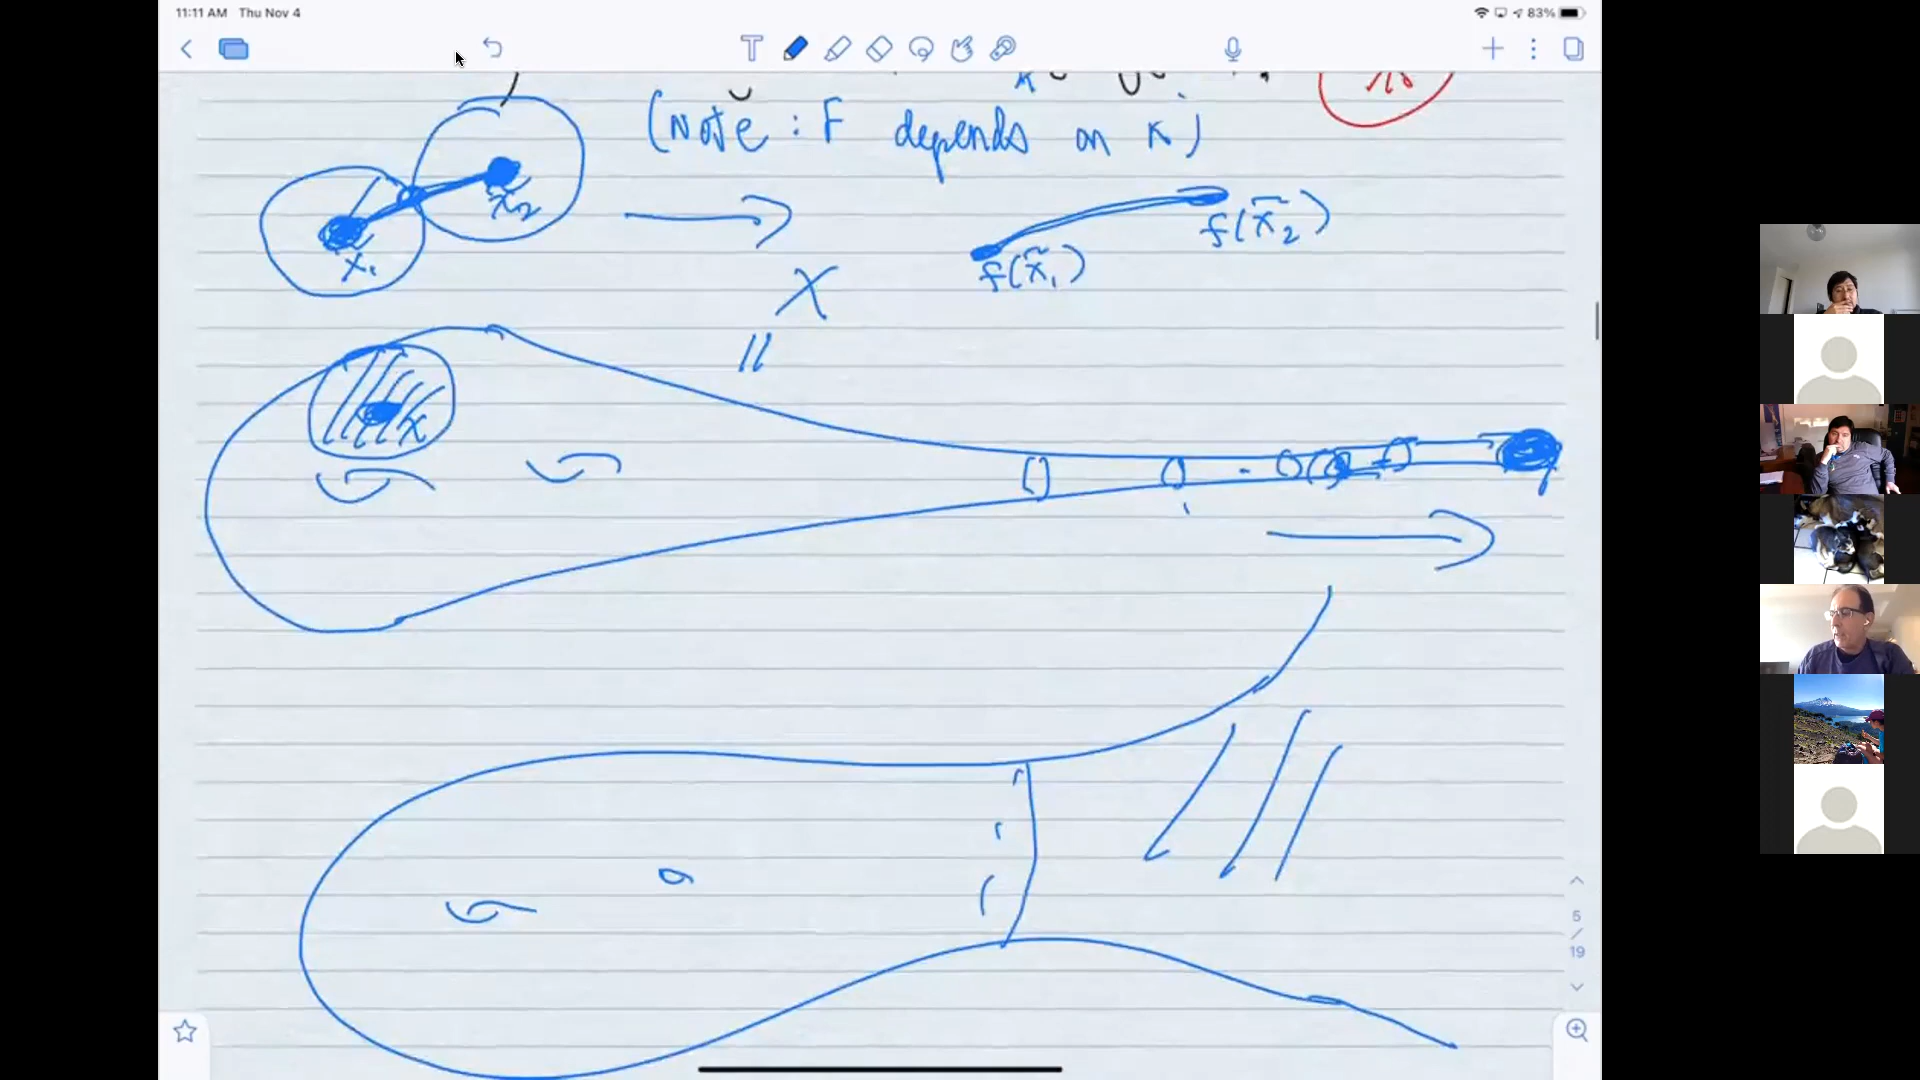 11:11 AM Thu Nov 4
83%
T
(Note : F depends on K)
x̃₂
x̃₁
f(x̃₂)
f(x̃₁)
X
||
x
q
5
/
19